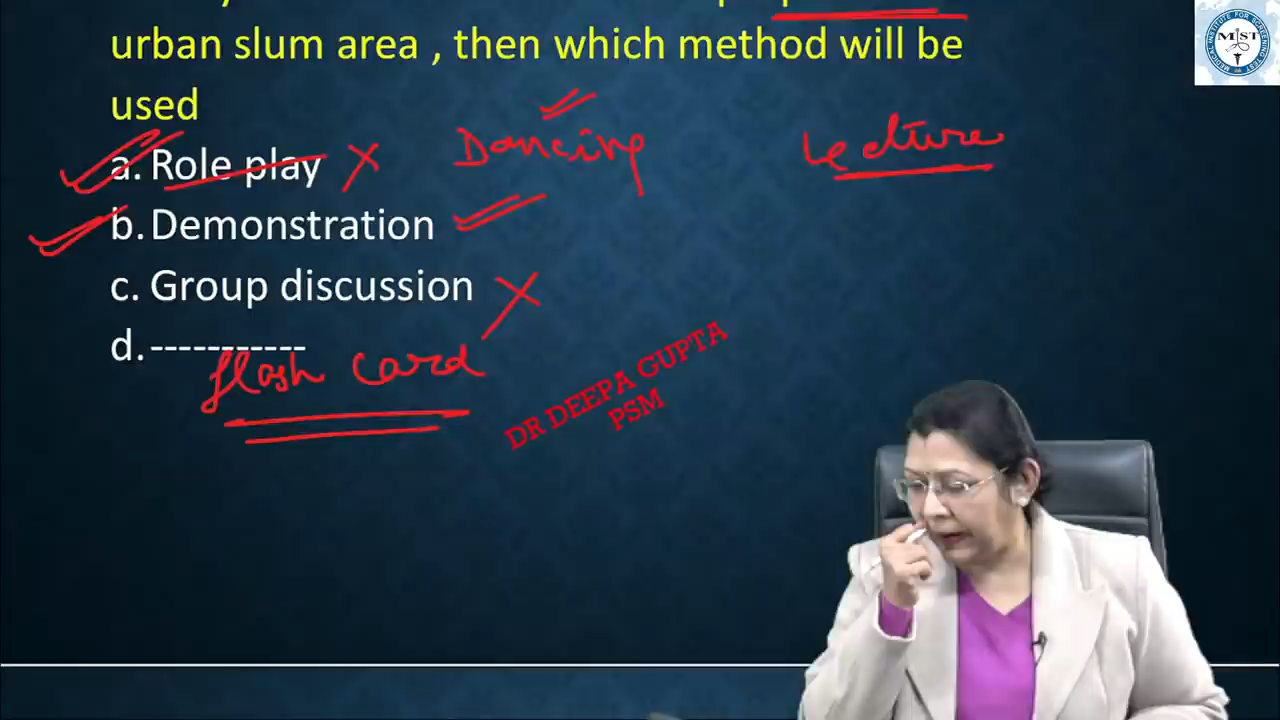 urban slum area , then which method will be
used
Dancing
Lecture
a. Role play
b. Demonstration
c. Group discussion
d. -----------
flash card
DR DEEPA GUPTA
PSM
MIST